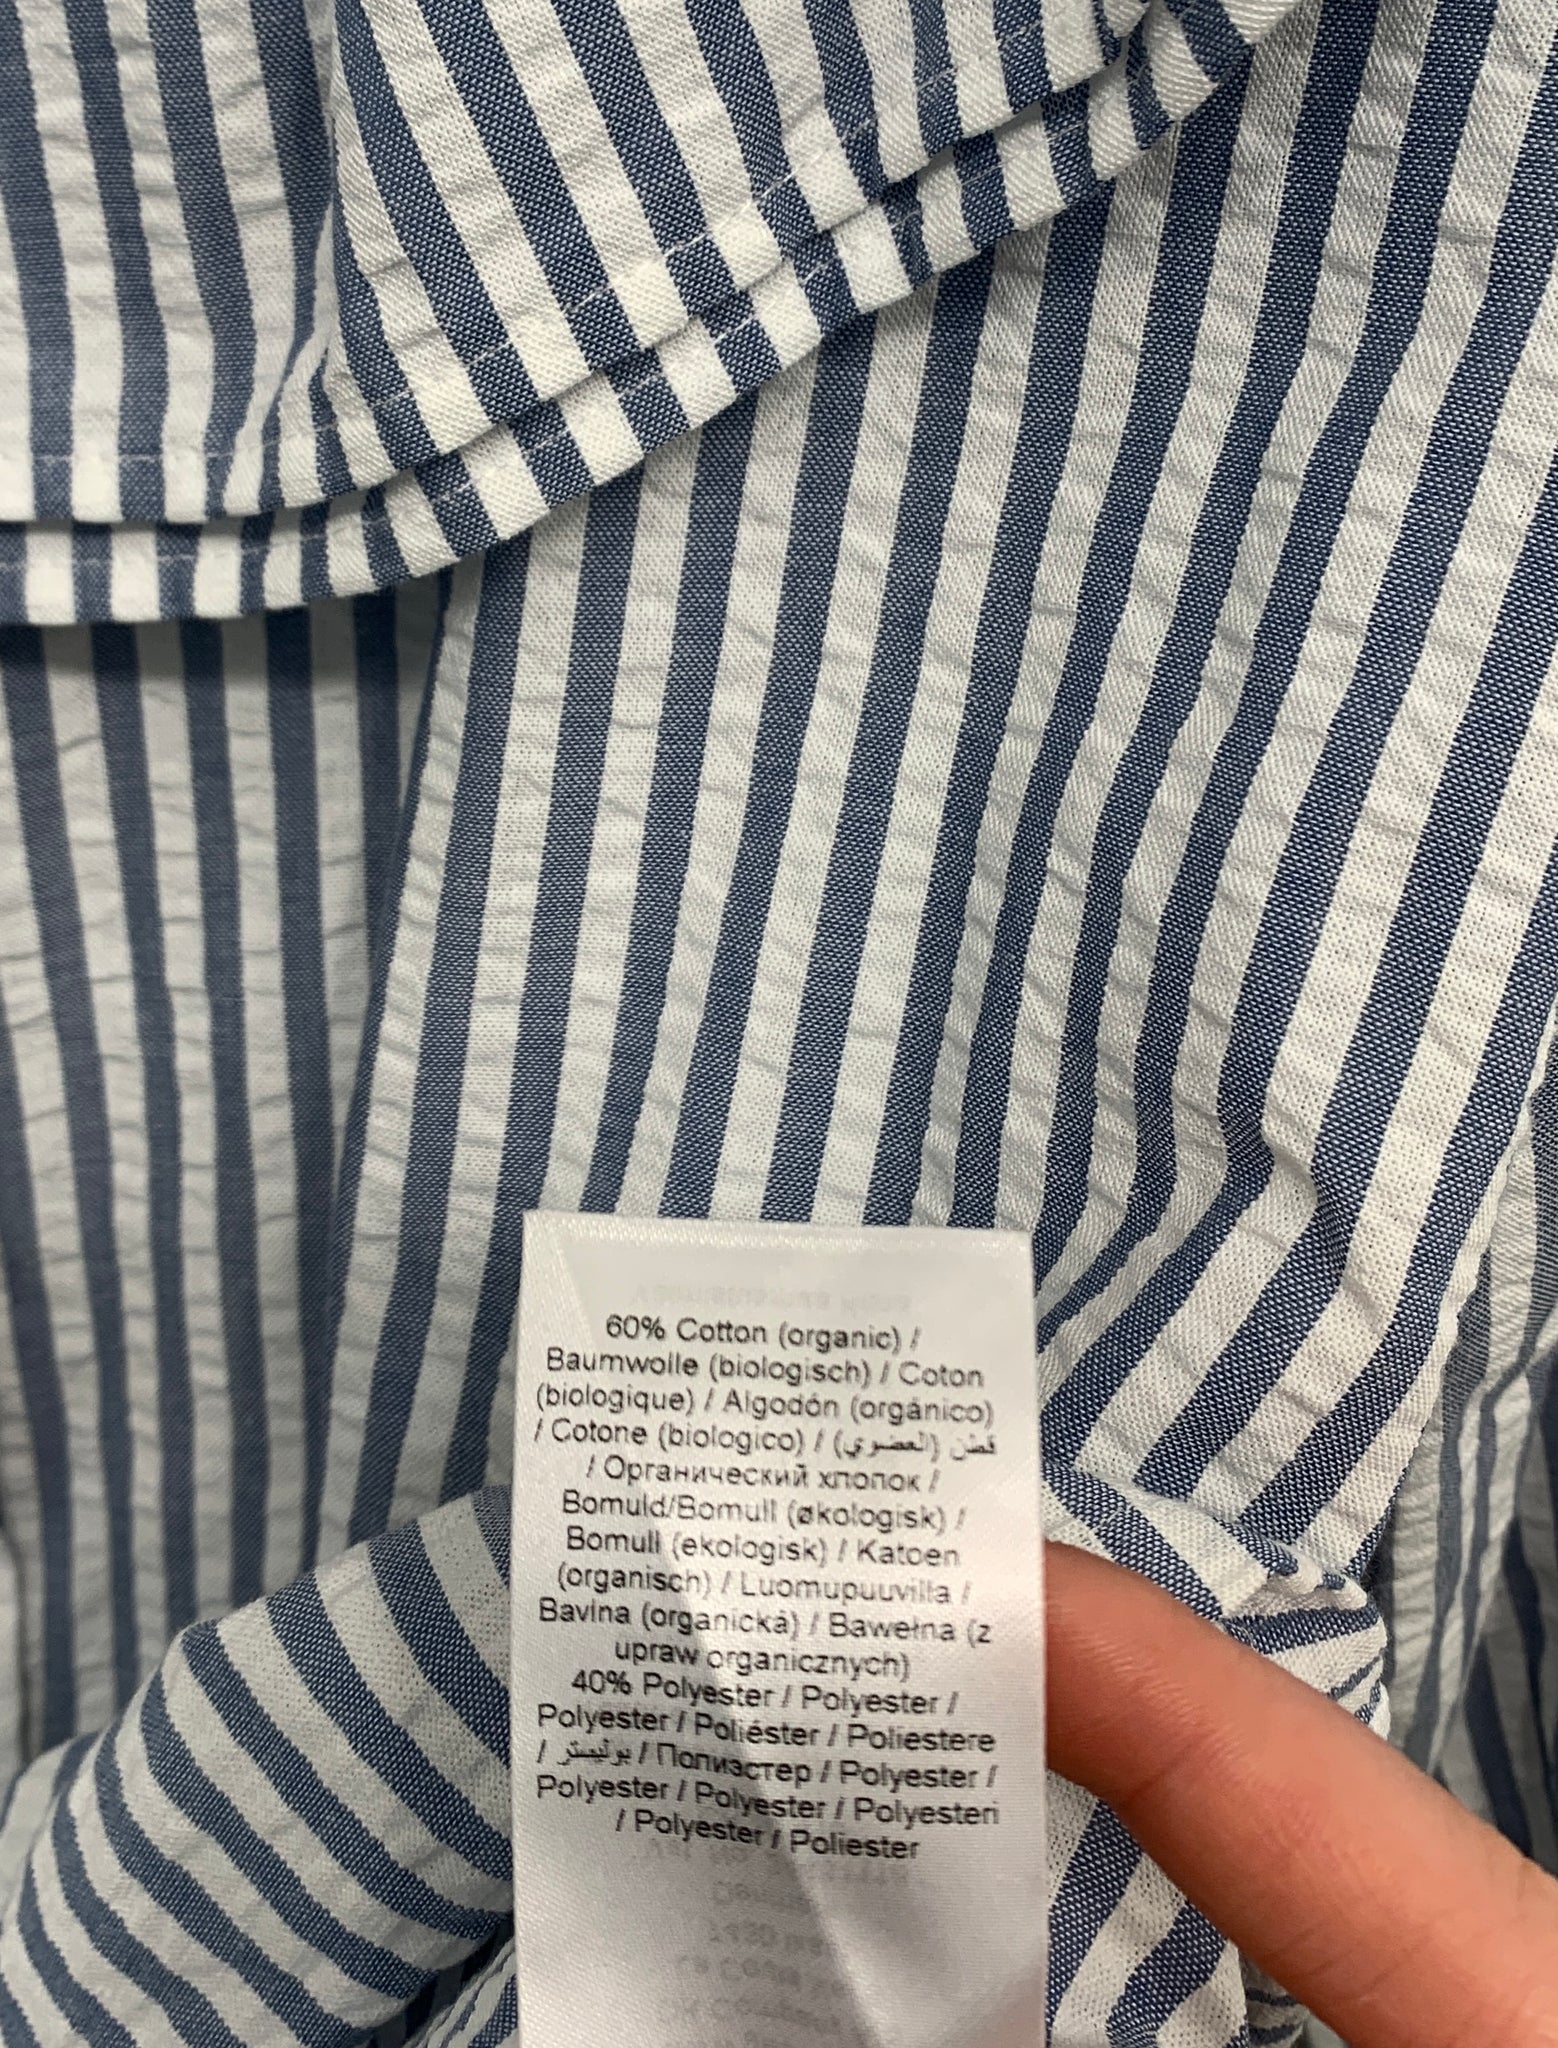 60% Cotton (organic) /
Baumwolle (biologisch) / Coton
(biologique) / Algodón (orgánico)
/ Cotone (biologico) / قطن (العضوي)
/ Органический хлопок /
Bomuld/Bomull (økologisk) /
Bomull (ekologisk) / Katoen
(organisch) / Luomupuuvilla /
Bavlna (organická) / Bawełna (z
upraw organicznych)
40% Polyester / Polyester /
Polyester / Poliéster / Poliestere
/ بوليستر / Полиэстер / Polyester /
Polyester / Polyester / Polyesteri
/ Polyester / Poliester